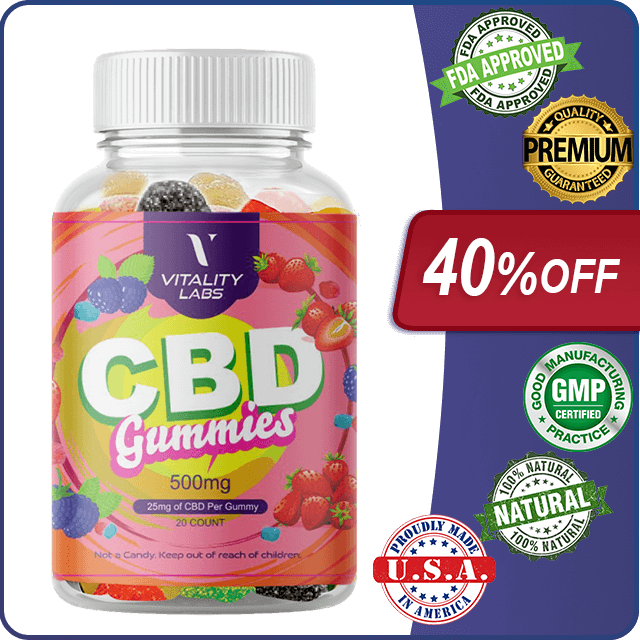 VITALITY
LABS
CBD
Gummies
500mg
25mg of CBD Per Gummy
20 COUNT
Not a Candy. Keep out of reach of children.
FDA APPROVED
FDA APPROVED
FDA APPROVED
QUALITY
PREMIUM
GUARANTEED
40%OFF
GOOD MANUFACTURING
GMP
CERTIFIED
PRACTICE
100% NATURAL
NATURAL
100% NATURAL
PROUDLY MADE
U.S.A.
IN AMERICA